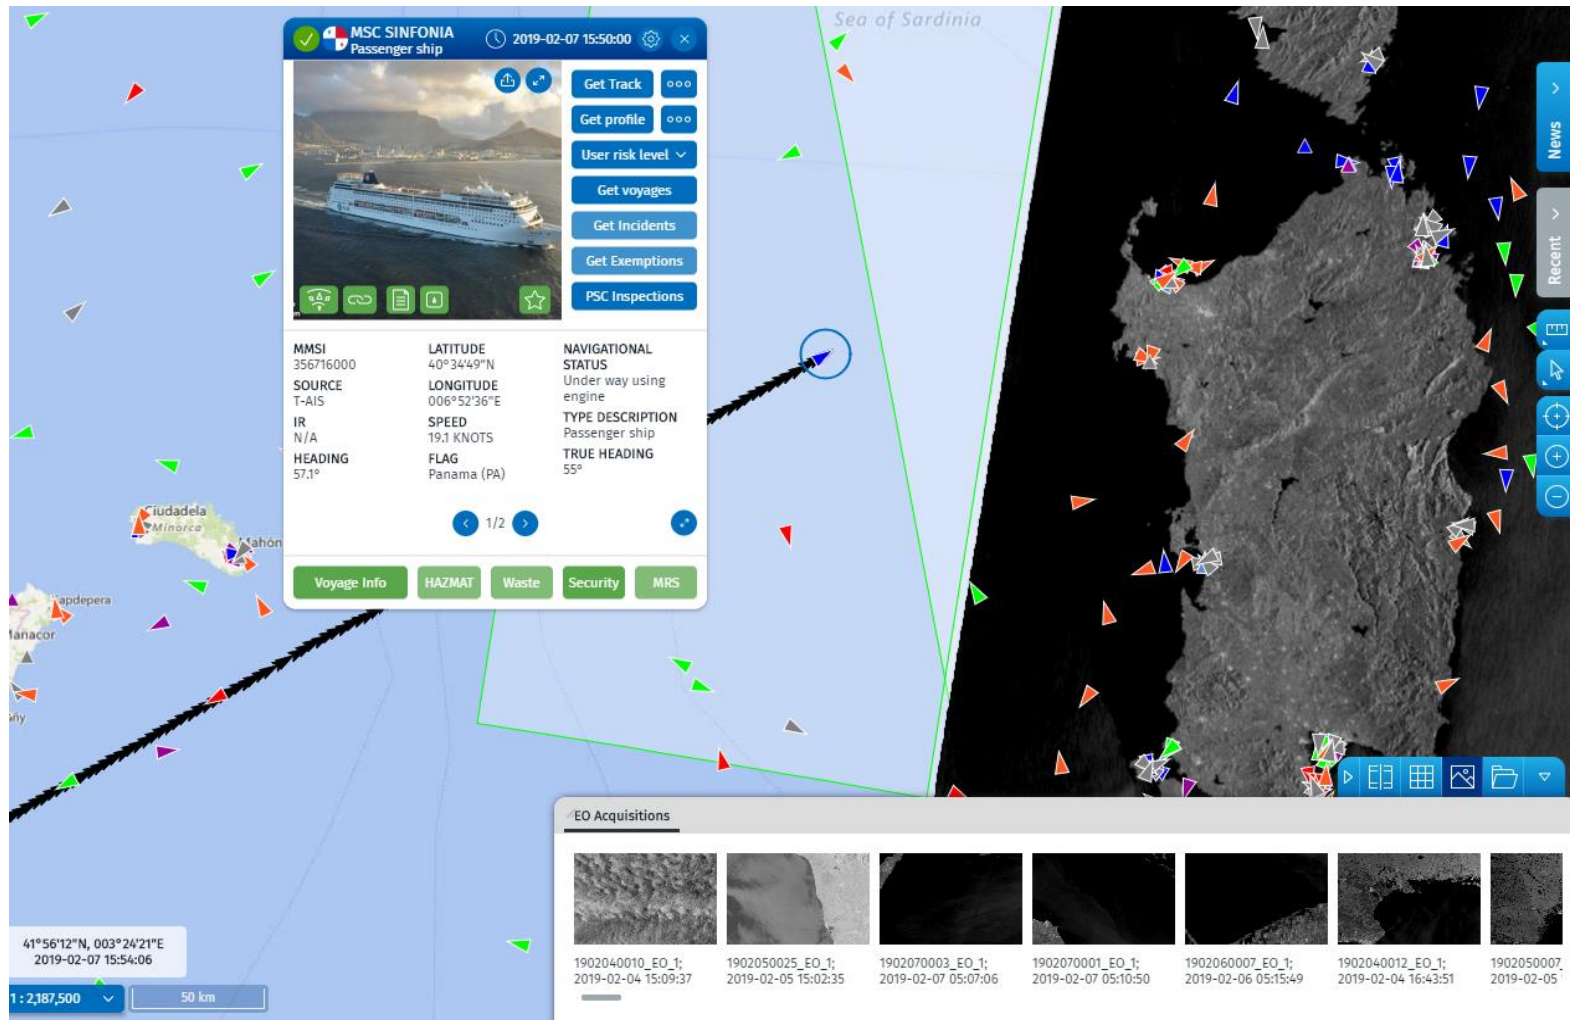 Sea of Sardinia
MSC SINFONIA
Passenger ship
2019-02-07 15:50:00
Get Track
Get profile
User risk level
Get voyages
Get Incidents
Get Exemptions
PSC Inspections
MMSI
356716000
LATITUDE
40°34'49"N
NAVIGATIONAL
STATUS
Under way using
engine
SOURCE
T-AIS
LONGITUDE
006°52'36"E
IR
N/A
SPEED
19.1 KNOTS
TYPE DESCRIPTION
Passenger ship
HEADING
57.1°
FLAG
Panama (PA)
TRUE HEADING
55°
1/2
Voyage Info
HAZMAT
Waste
Security
MRS
News
Recent
Ciudadela
Minorca
Mahón
apdepera
Manacor
ñy
EO Acquisitions
1902040010_EO_1;
2019-02-04 15:09:37
1902050025_EO_1;
2019-02-05 15:02:35
1902070003_EO_1;
2019-02-07 05:07:06
1902070001_EO_1;
2019-02-07 05:10:50
1902060007_EO_1;
2019-02-06 05:15:49
1902040012_EO_1;
2019-02-04 16:43:51
1902050007
2019-02-05
41°56'12"N, 003°24'21"E
2019-02-07 15:54:06
1 : 2,187,500
50 km